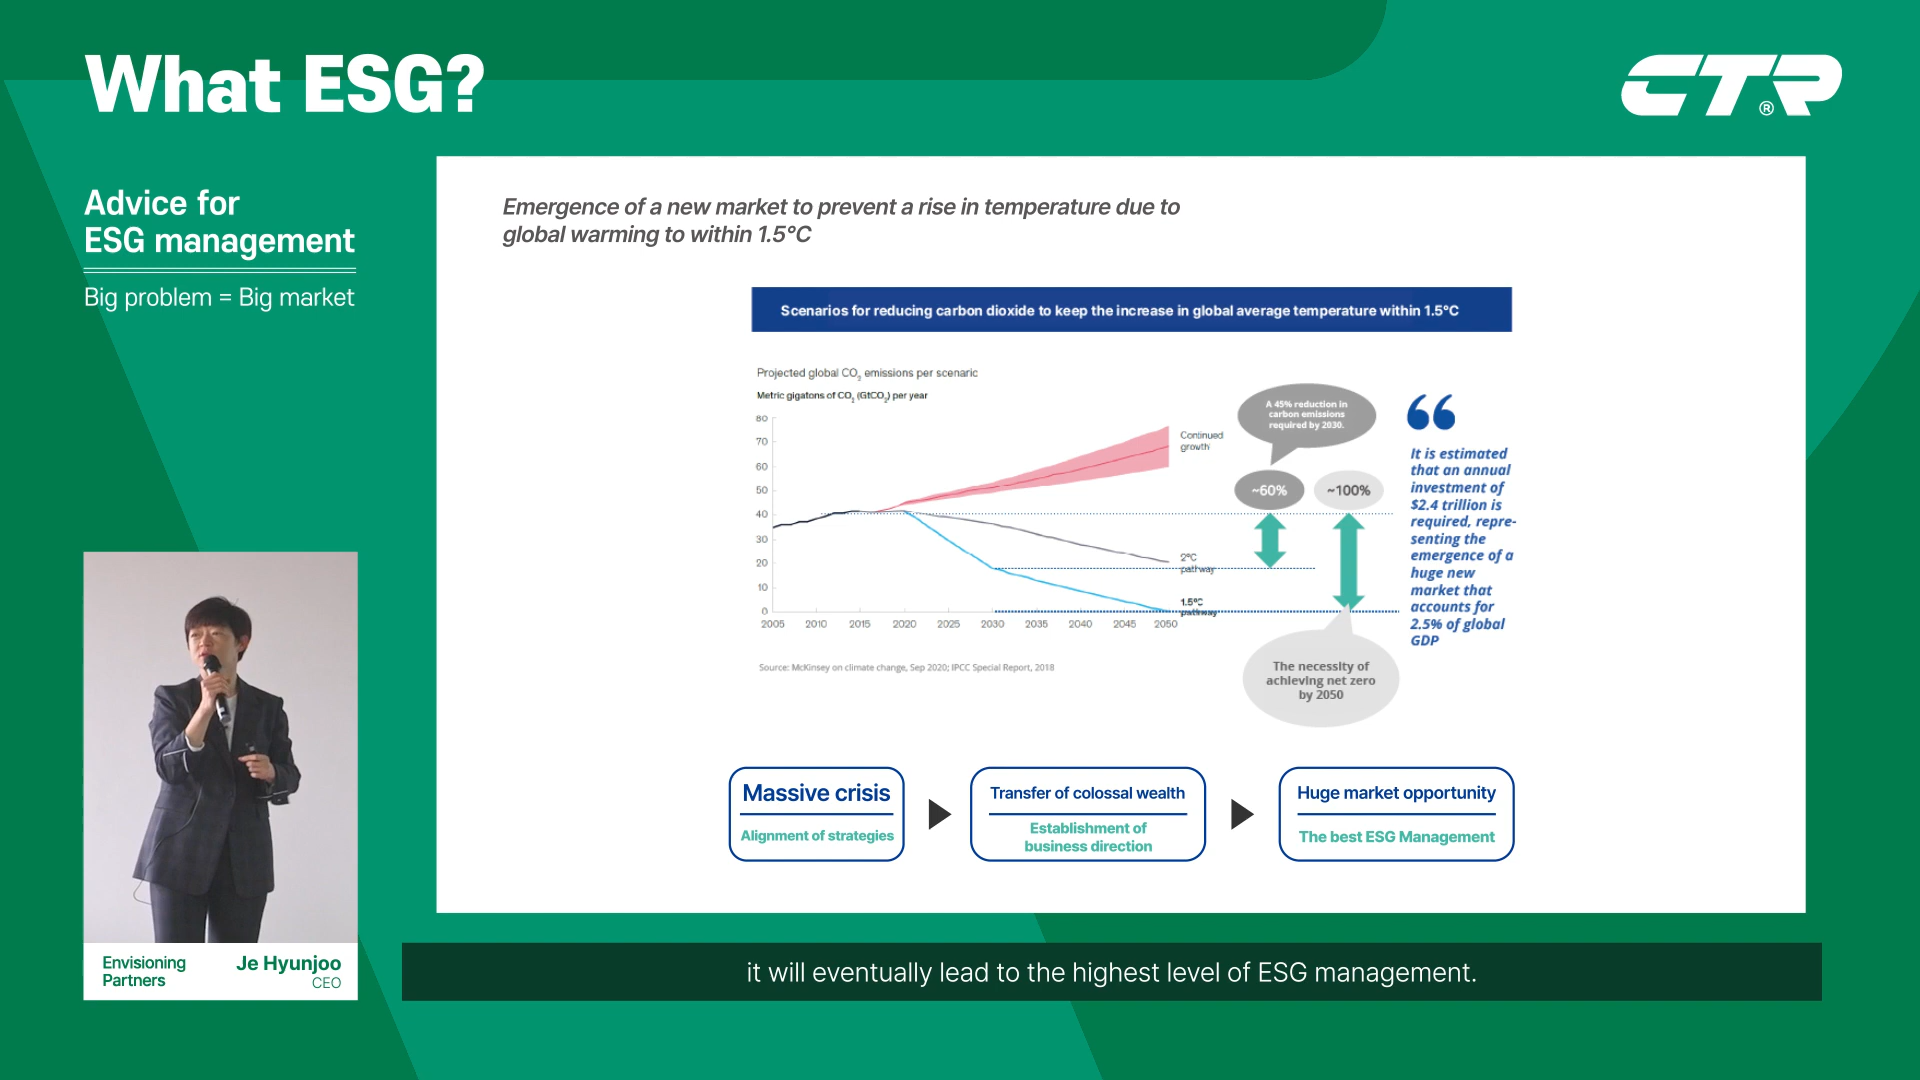 What ESG?
CTR®
Advice for
ESG management
Big problem = Big market
Emergence of a new market to prevent a rise in temperature due to
global warming to within 1.5°C
Scenarios for reducing carbon dioxide to keep the increase in global average temperature within 1.5°C
Projected global CO2 emissions per scenario
Metric gigatons of CO2 (GtCO2) per year
80
70
60
50
40
30
20
10
0
2005 2010 2015 2020 2025 2030 2035 2040 2045 2050
Continued
growth
2°C
pathway
1.5°C
pathway
A 45% reduction in
carbon emissions
required by 2030.
~60%
~100%
The necessity of
achieving net zero
by 2050
“
It is estimated
that an annual
investment of
$2.4 trillion is
required, repre-
senting the
emergence of a
huge new
market that
accounts for
2.5% of global
GDP
Source: McKinsey on climate change, Sep 2020; IPCC Special Report, 2018
Massive crisis
Alignment of strategies
Transfer of colossal wealth
Establishment of
business direction
Huge market opportunity
The best ESG Management
Envisioning
Partners
Je Hyunjoo
CEO
it will eventually lead to the highest level of ESG management.